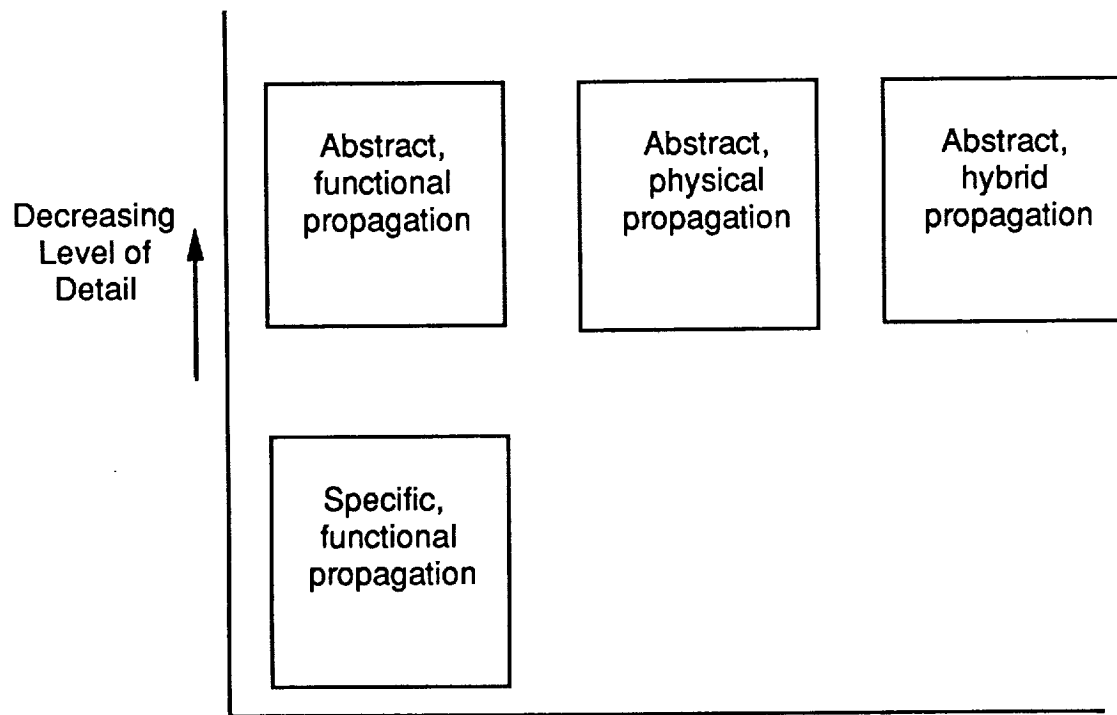 Abstract,
functional
propagation
Abstract,
physical
propagation
Abstract,
hybrid
propagation
Decreasing
Level of
Detail
Specific,
functional
propagation